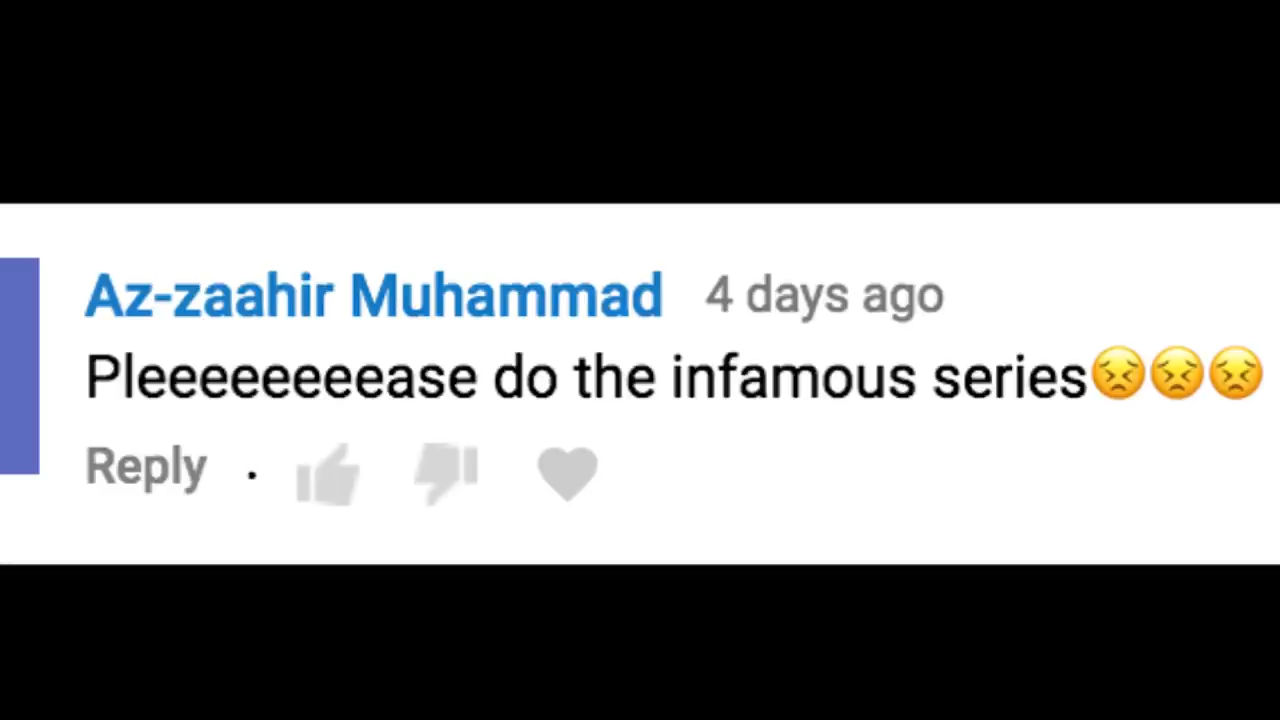 Az-zaahir Muhammad 4 days ago
Pleeeeeeeease do the infamous series😣😣😣
Reply .